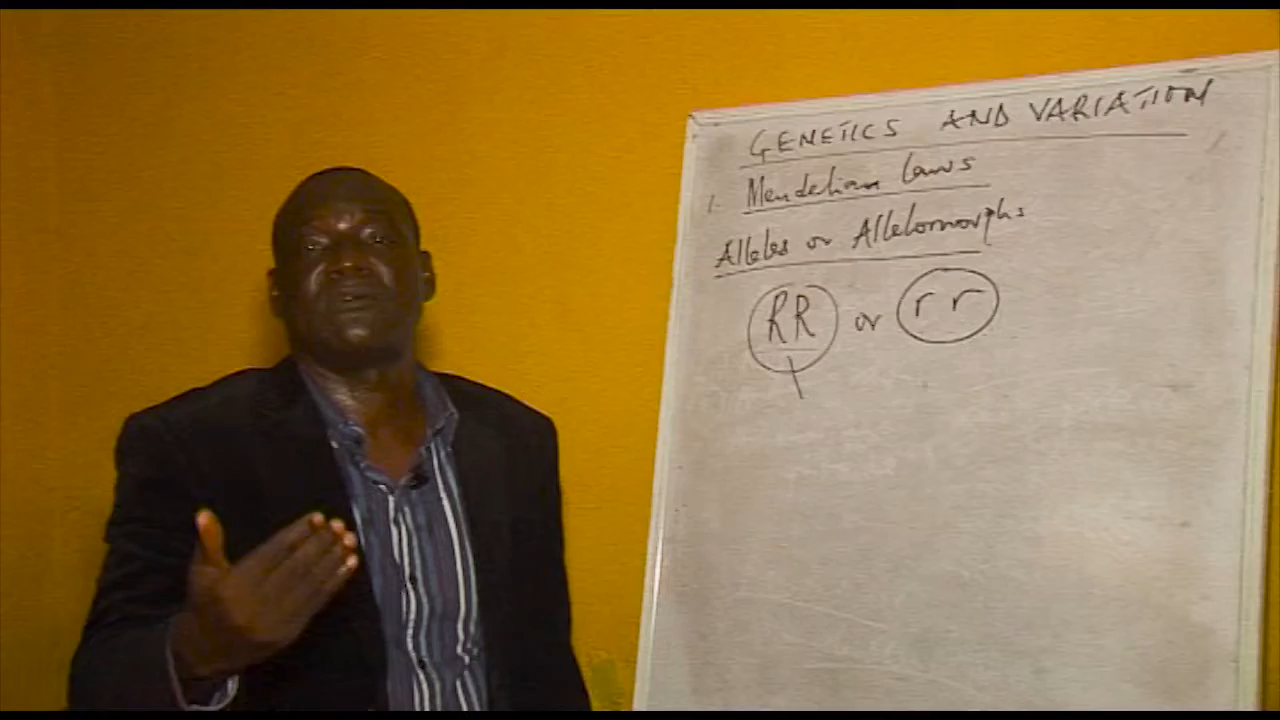 GENETICS AND VARIATION
1. Mendelian laws
Alleles or Allelomorphs
RR or rr